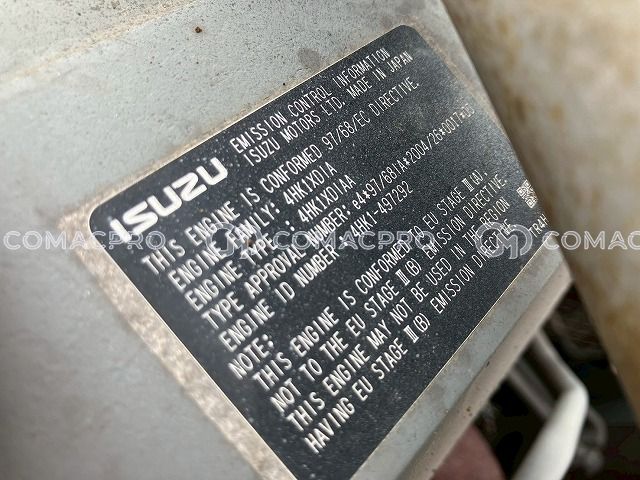 ISUZU
EMISSION CONTROL INFORMATION
ISUZU MOTORS LTD. MADE IN JAPAN
THIS ENGINE IS CONFORMED 97/68/EC DIRECTIVE.
ENGINE FAMILY: 4HK1XD1A
ENGINE TYPE: 4HK1XD1AA
TYPE APPROVAL NUMBER: e4*97/68IA*2004/26*0017*05
ENGINE ID NUMBER: 4HK1-497292
NOTE:
THIS ENGINE IS CONFORMED TO EU STAGE Ⅲ(A),
NOT TO THE EU STAGE Ⅲ(B) EMISSION DIRECTIVE.
THIS ENGINE MAY NOT BE USED IN THE REGION
HAVING EU STAGE Ⅲ(B) EMISSION DIRECTIVE.
COMACPRO
COMACPRO